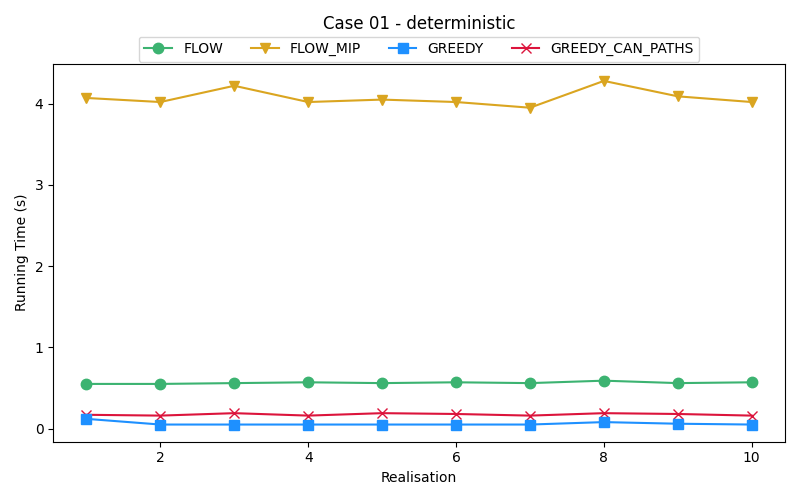 Case 01 - deterministic
FLOW FLOW_MIP GREEDY GREEDY_CAN_PATHS
4
3
2
1
0
Running Time (s)
2 4 6 8 10
Realisation